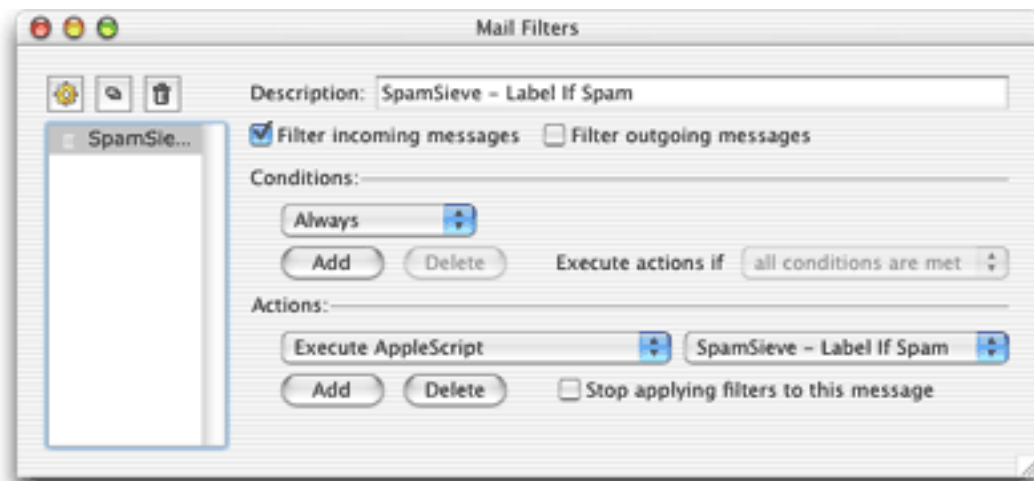 Mail Filters
Description: SpamSieve – Label If Spam
SpamSie...
Filter incoming messages Filter outgoing messages
Conditions:
Always
Add Delete Execute actions if all conditions are met
Actions:
Execute AppleScript SpamSieve – Label If Spam
Add Delete Stop applying filters to this message